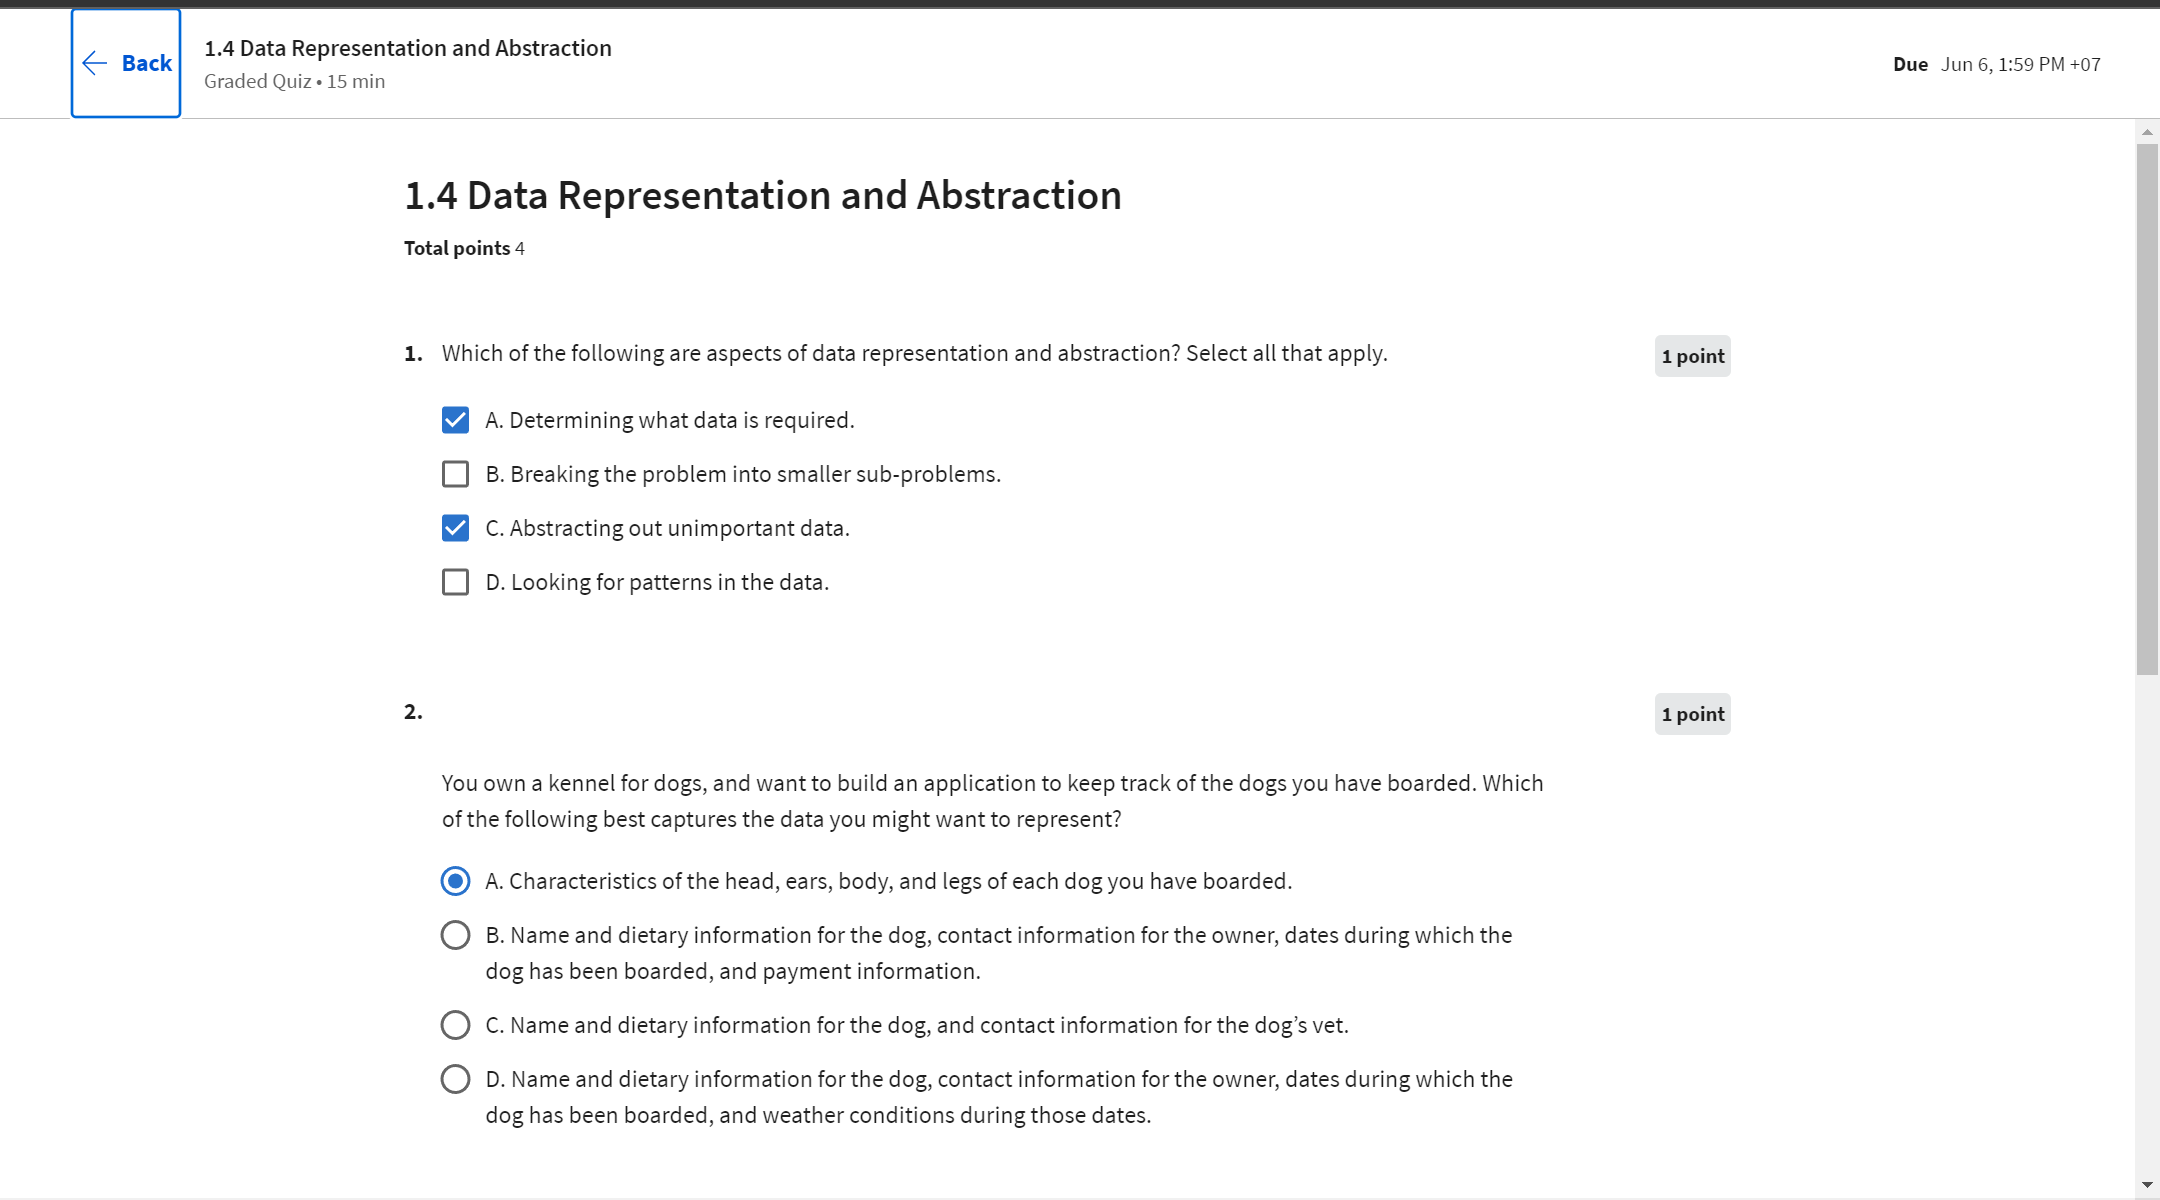 Back
1.4 Data Representation and Abstraction
Graded Quiz • 15 min
Due Jun 6, 1:59 PM +07
1.4 Data Representation and Abstraction
Total points 4
1. Which of the following are aspects of data representation and abstraction? Select all that apply.
1 point
A. Determining what data is required.
B. Breaking the problem into smaller sub-problems.
C. Abstracting out unimportant data.
D. Looking for patterns in the data.
2.
1 point
You own a kennel for dogs, and want to build an application to keep track of the dogs you have boarded. Which
of the following best captures the data you might want to represent?
A. Characteristics of the head, ears, body, and legs of each dog you have boarded.
B. Name and dietary information for the dog, contact information for the owner, dates during which the
dog has been boarded, and payment information.
C. Name and dietary information for the dog, and contact information for the dog’s vet.
D. Name and dietary information for the dog, contact information for the owner, dates during which the
dog has been boarded, and weather conditions during those dates.